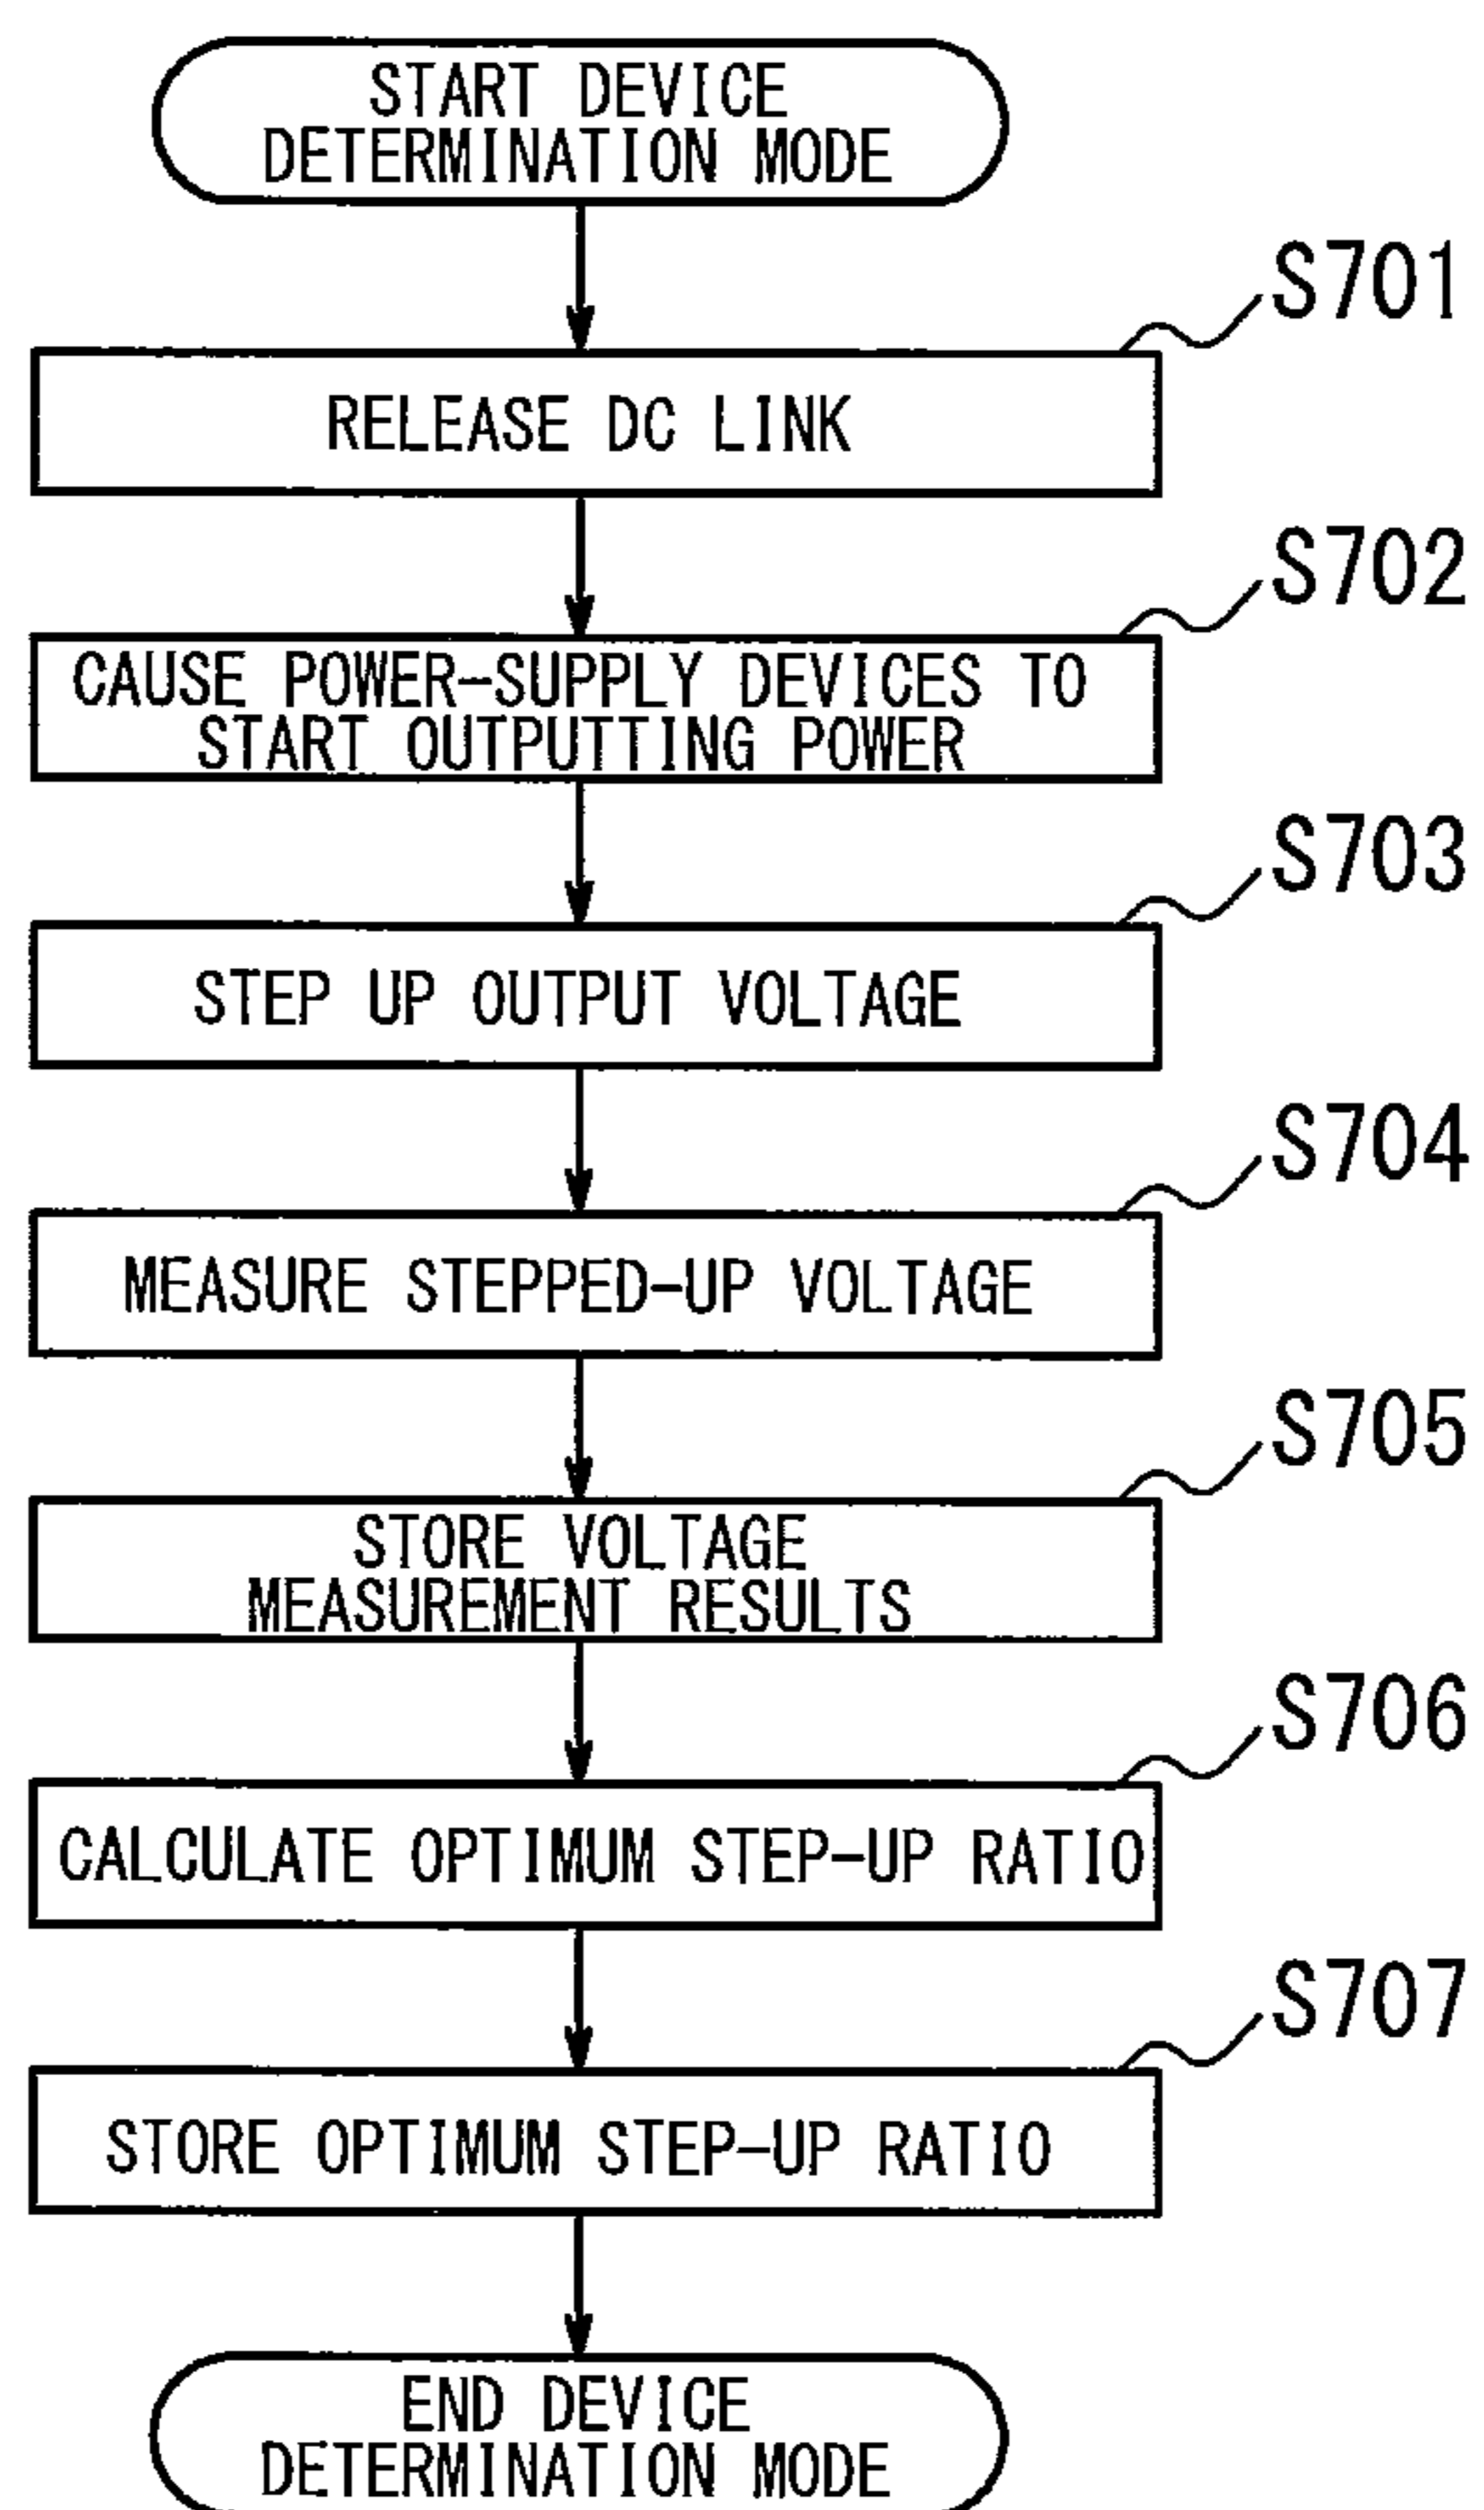 START DEVICE
DETERMINATION MODE
S701
RELEASE DC LINK
S702
CAUSE POWER-SUPPLY DEVICES TO
START OUTPUTTING POWER
S703
STEP UP OUTPUT VOLTAGE
S704
MEASURE STEPPED-UP VOLTAGE
S705
STORE VOLTAGE
MEASUREMENT RESULTS
S706
CALCULATE OPTIMUM STEP-UP RATIO
S707
STORE OPTIMUM STEP-UP RATIO
END DEVICE
DETERMINATION MODE